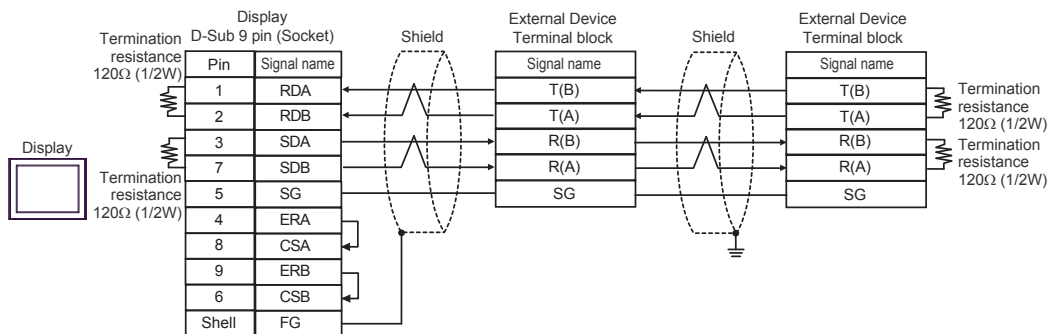 Display
D-Sub 9 pin (Socket)
Termination
resistance
120Ω (1/2W)
Shield
External Device
Terminal block
Shield
External Device
Terminal block
Pin Signal name
1 RDA
2 RDB
3 SDA
7 SDB
5 SG
4 ERA
8 CSA
9 ERB
6 CSB
Shell FG
Display
Termination
resistance
120Ω (1/2W)
Signal name
T(B)
T(A)
R(B)
R(A)
SG
Signal name
T(B)
T(A)
R(B)
R(A)
SG
Termination
resistance
120Ω (1/2W)
Termination
resistance
120Ω (1/2W)